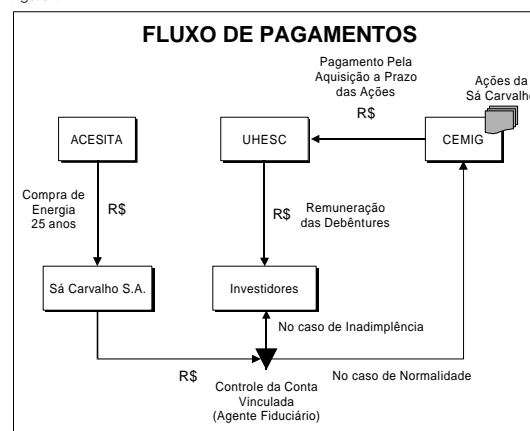 FLUXO DE PAGAMENTOS
Pagamento Pela
Aquisição a Prazo
das Ações
R$
Ações da
Sá Carvalho
ACESITA
UHESC
CEMIG
Compra de
Energia
25 anos
R$
R$
Remuneração
das Debêntures
Sá Carvalho S.A.
Investidores
No caso de Inadimplência
R$
No caso de Normalidade
Controle da Conta
Vinculada
(Agente Fiduciário)